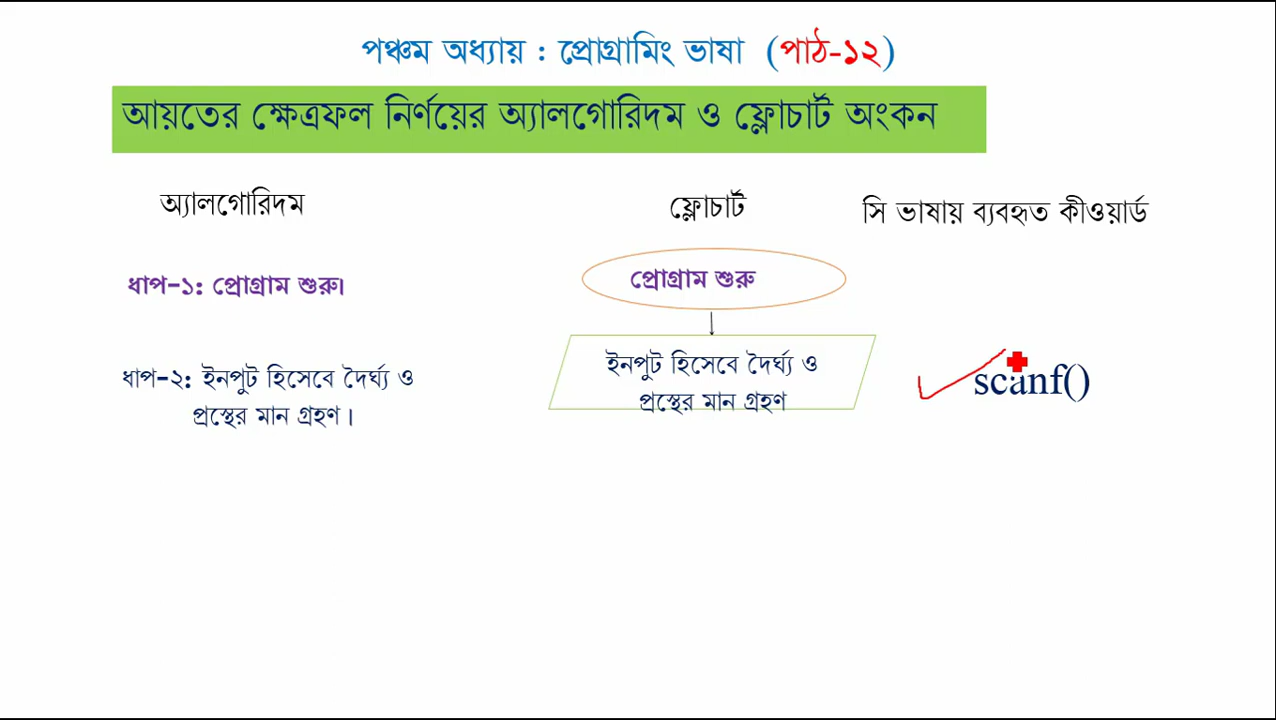 পঞ্চম অধ্যায় : প্রোগ্রামিং ভাষা (পাঠ-১২)
আয়তের ক্ষেত্রফল নির্ণয়ের অ্যালগোরিদম ও ফ্লোচার্ট অংকন
অ্যালগোরিদম
ফ্লোচার্ট
সি ভাষায় ব্যবহৃত কীওয়ার্ড
ধাপ-১: প্রোগ্রাম শুরু।
প্রোগ্রাম শুরু
ধাপ-২: ইনপুট হিসেবে দৈর্ঘ্য ও
প্রস্থের মান গ্রহণ।
ইনপুট হিসেবে দৈর্ঘ্য ও
প্রস্থের মান গ্রহণ
scanf()